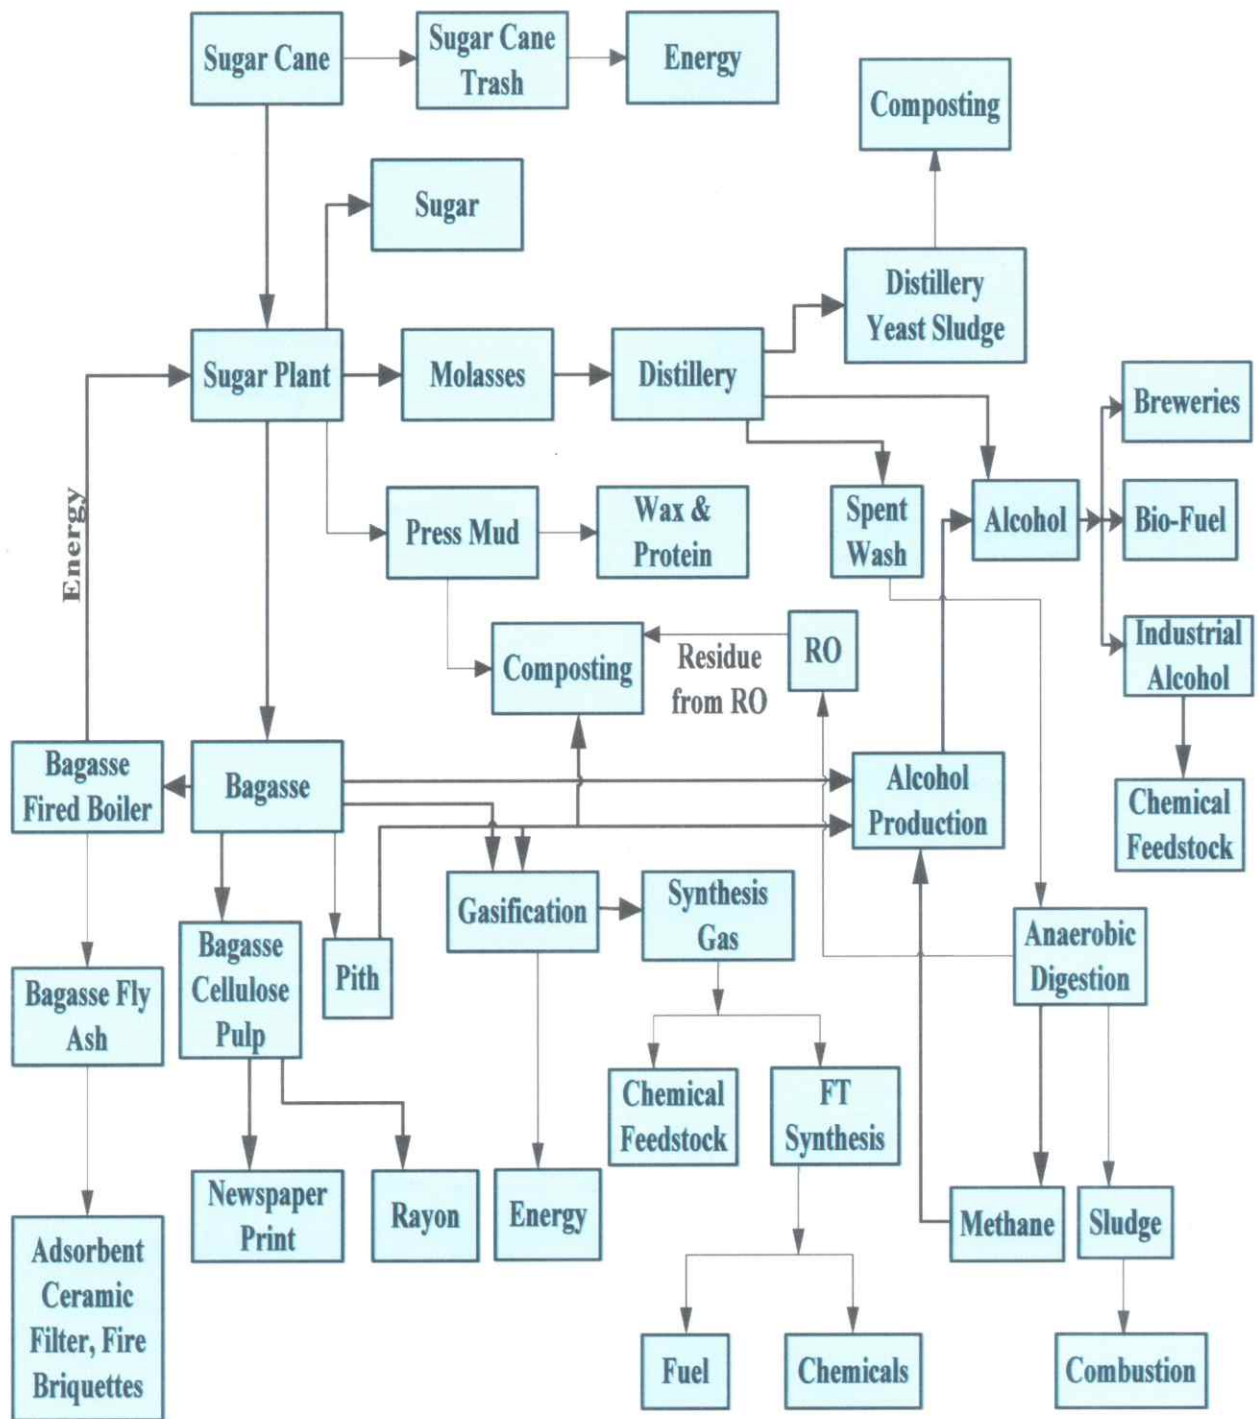 Sugar Cane
Sugar Cane
Trash
Energy
Composting
Sugar
Distillery
Yeast Sludge
Sugar Plant
Molasses
Distillery
Breweries
Energy
Press Mud
Wax &
Protein
Spent
Wash
Alcohol
Bio-Fuel
Composting
Residue
from RO
RO
Industrial
Alcohol
Bagasse
Fired Boiler
Bagasse
Alcohol
Production
Chemical
Feedstock
Gasification
Synthesis
Gas
Anaerobic
Digestion
Bagasse Fly
Ash
Bagasse
Cellulose
Pulp
Pith
Chemical
Feedstock
FT
Synthesis
Newspaper
Print
Rayon
Energy
Methane
Sludge
Adsorbent
Ceramic
Filter, Fire
Briquettes
Fuel
Chemicals
Combustion